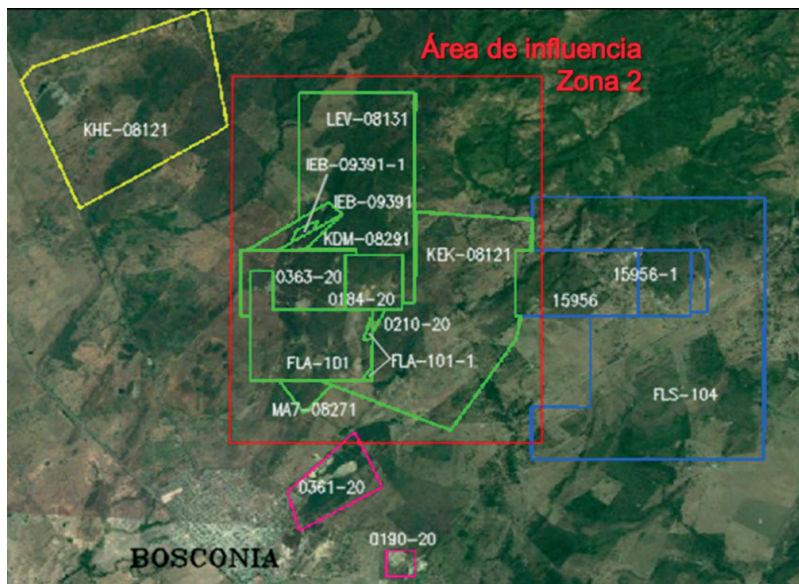 Área de influencia
Zona 2
KHE-08121
LEV-08131
IEB-09391-1
IEB-09391
KDM-08291
KEK-08121
0363-20
0184-20
15956-1
15956
0210-20
FLA-101
FLA-101-1
FLS-104
MA7-08271
0361-20
0190-20
BOSCONIA